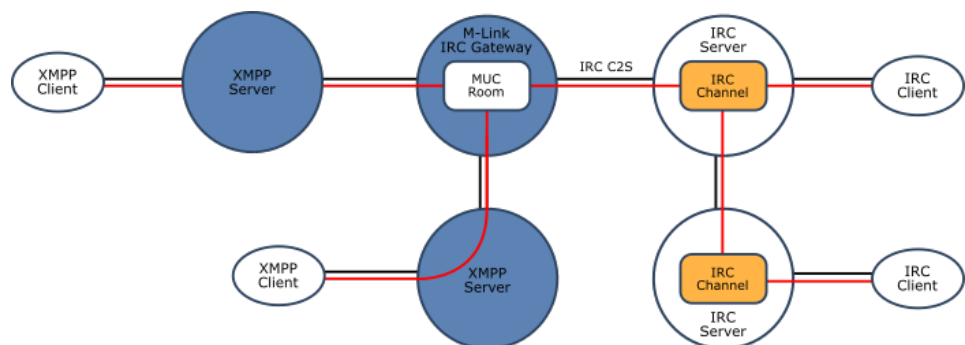 XMPP
Client
XMPP
Server
M-Link
IRC Gateway
MUC
Room
IRC C2S
IRC
Server
IRC
Channel
IRC
Client
XMPP
Client
XMPP
Server
IRC
Channel
IRC
Server
IRC
Client